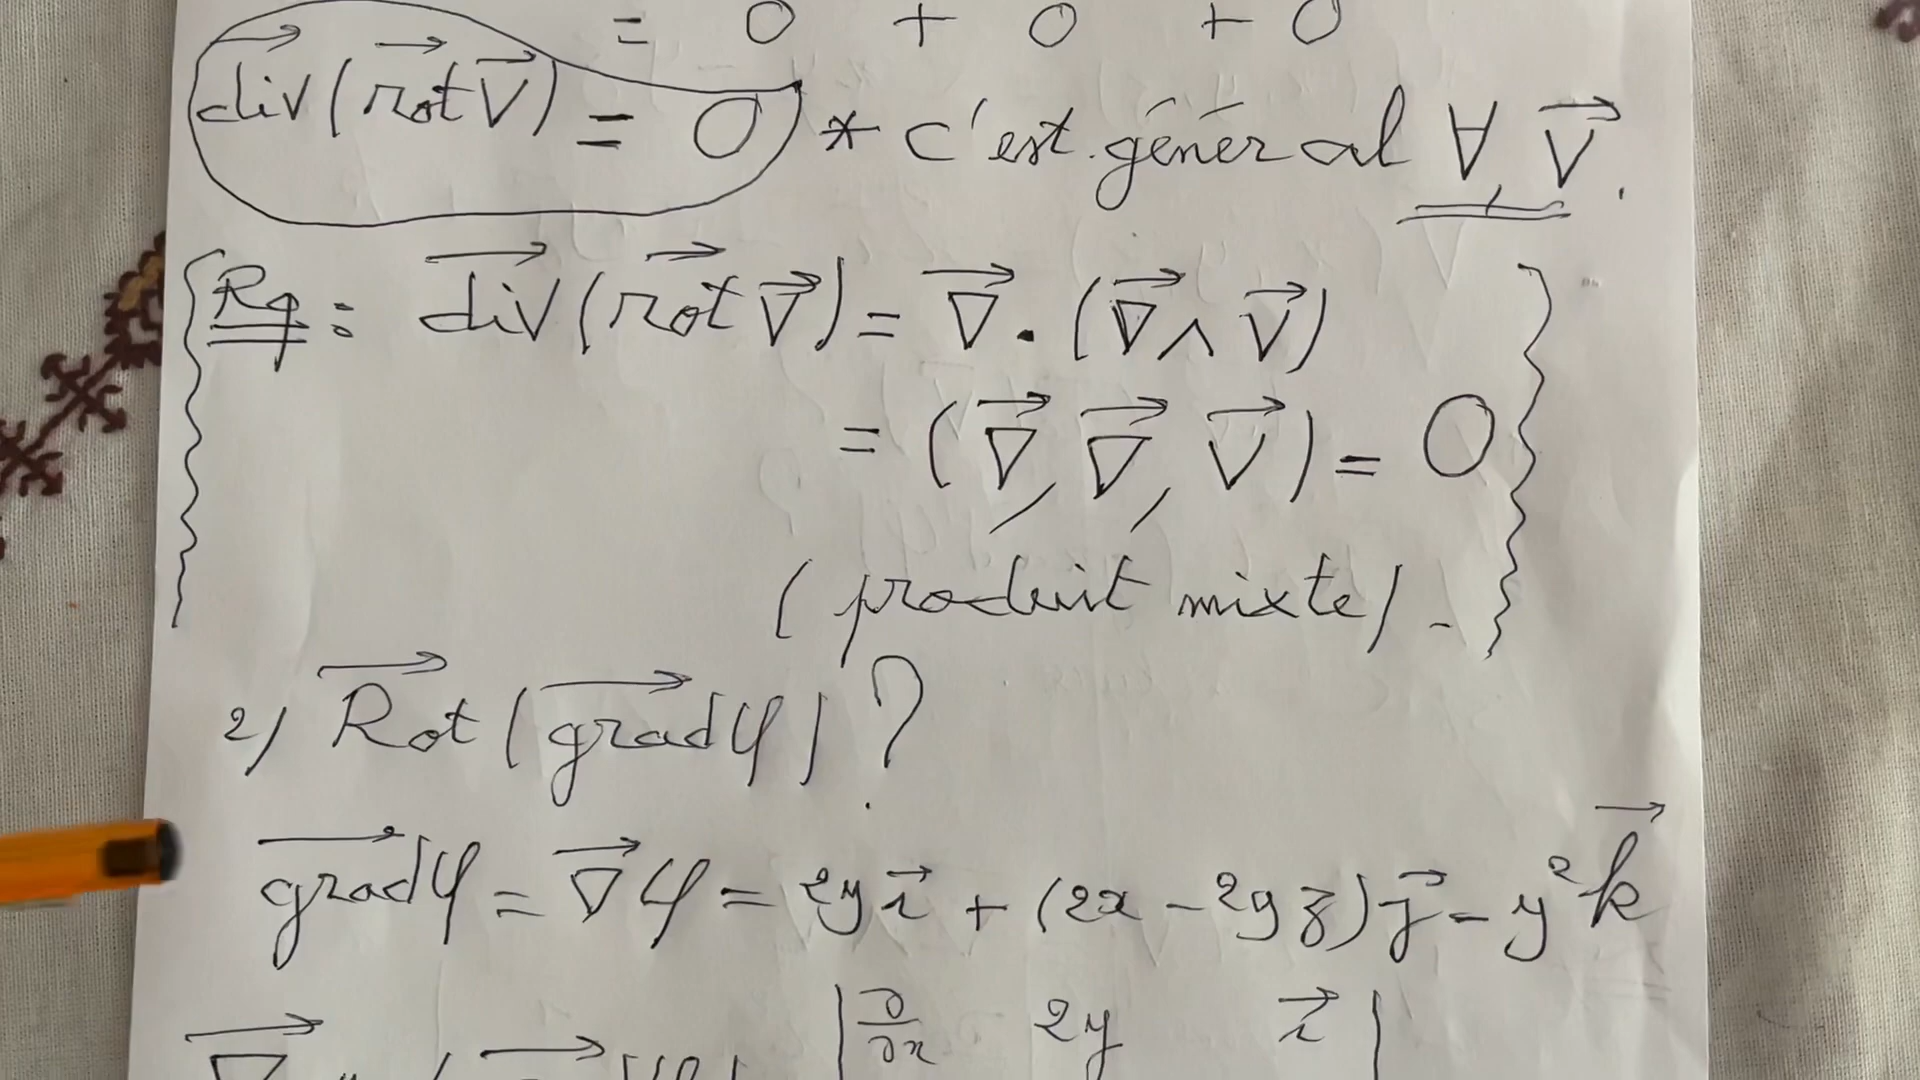 = 0 + 0 + 0
div⃗(rot⃗ V⃗) = 0 * c'est général ∀, V⃗.
Rq : div⃗(rot⃗ V⃗) = ∇⃗ . (∇⃗ ∧ V⃗)
= (∇⃗, ∇⃗, V⃗) = 0
(produit mixte).
2) Rot⃗(grad⃗φ) ?
grad⃗φ = ∇⃗φ = 2y i⃗ + (2x - 2yz) j⃗ - y² k⃗
| ∂/∂x 2y i⃗ |